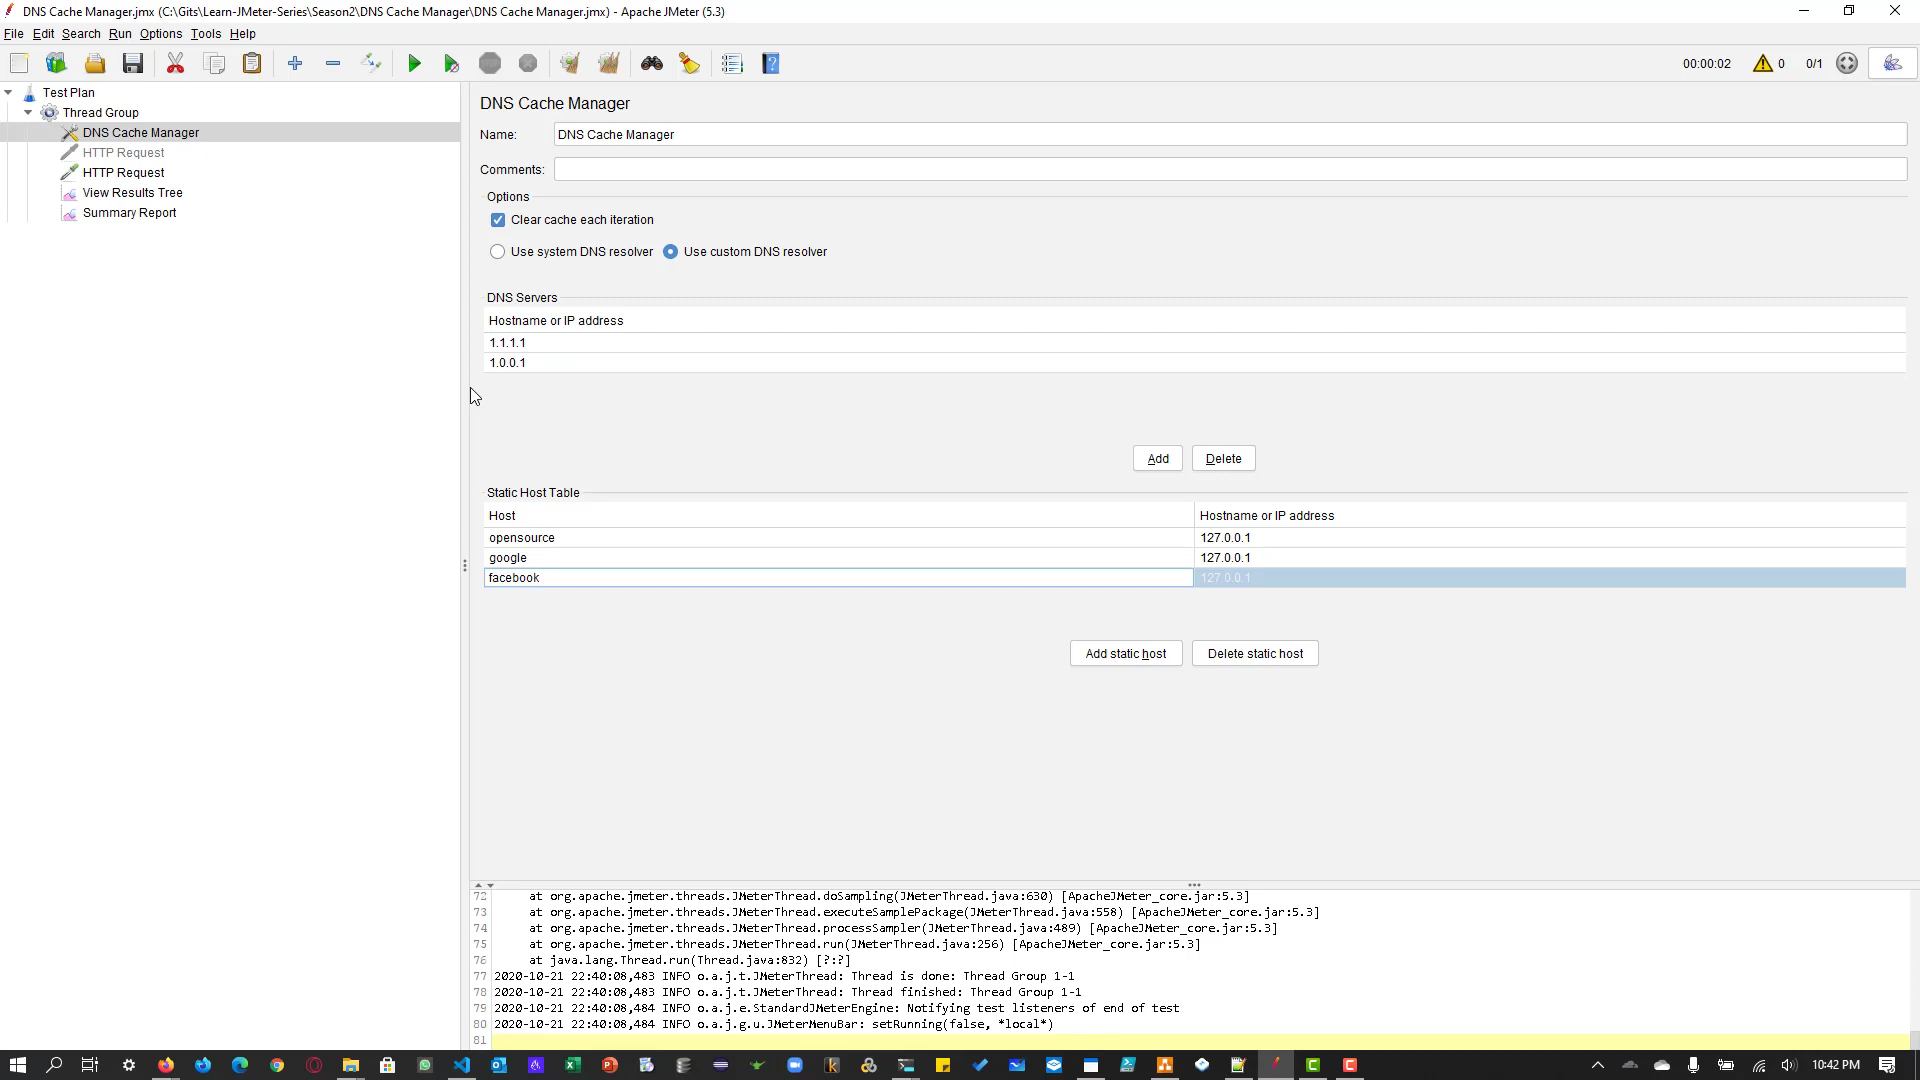 DNS Cache Manager.jmx (C:\Gits\Learn-JMeter-Series\Season2\DNS Cache Manager\DNS Cache Manager.jmx) - Apache JMeter (5.3)
File Edit Search Run Options Tools Help
00:00:02 0 0/1
Test Plan
Thread Group
DNS Cache Manager
HTTP Request
HTTP Request
View Results Tree
Summary Report
DNS Cache Manager
Name: DNS Cache Manager
Comments:
Options
Clear cache each iteration
Use system DNS resolver Use custom DNS resolver
DNS Servers
Hostname or IP address
1.1.1.1
1.0.0.1
Add Delete
Static Host Table
Host Hostname or IP address
opensource 127.0.0.1
google 127.0.0.1
facebook 127.0.0.1
Add static host Delete static host
72 at org.apache.jmeter.threads.JMeterThread.doSampling(JMeterThread.java:630) [ApacheJMeter_core.jar:5.3]
73 at org.apache.jmeter.threads.JMeterThread.executeSamplePackage(JMeterThread.java:558) [ApacheJMeter_core.jar:5.3]
74 at org.apache.jmeter.threads.JMeterThread.processSampler(JMeterThread.java:489) [ApacheJMeter_core.jar:5.3]
75 at org.apache.jmeter.threads.JMeterThread.run(JMeterThread.java:256) [ApacheJMeter_core.jar:5.3]
76 at java.lang.Thread.run(Thread.java:832) [?:?]
77 2020-10-21 22:40:08,483 INFO o.a.j.t.JMeterThread: Thread is done: Thread Group 1-1
78 2020-10-21 22:40:08,483 INFO o.a.j.t.JMeterThread: Thread finished: Thread Group 1-1
79 2020-10-21 22:40:08,484 INFO o.a.j.e.StandardJMeterEngine: Notifying test listeners of end of test
80 2020-10-21 22:40:08,484 INFO o.a.j.g.u.JMeterMenuBar: setRunning(false, *local*)
81
10:42 PM